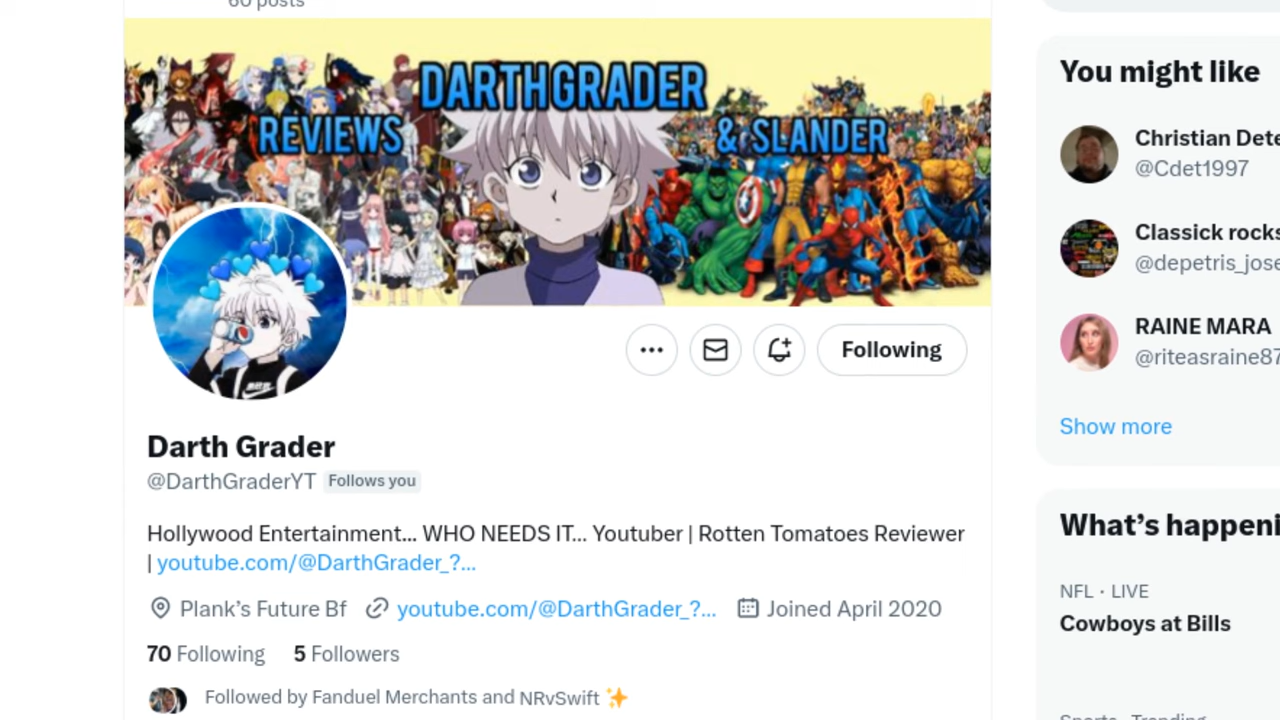 60 posts
DARTHGRADER
REVIEWS & SLANDER
Following
Darth Grader
@DarthGraderYT Follows you
Hollywood Entertainment... WHO NEEDS IT... Youtuber | Rotten Tomatoes Reviewer
| youtube.com/@DarthGrader_?...
Plank’s Future Bf youtube.com/@DarthGrader_?... Joined April 2020
70 Following 5 Followers
Followed by Fanduel Merchants and NRvSwift ✨
You might like
Christian Dete
@Cdet1997
Classick rocks
@depetris_jose
RAINE MARA
@riteasraine87
Show more
What’s happeni
NFL · LIVE
Cowboys at Bills
Sports · Trending